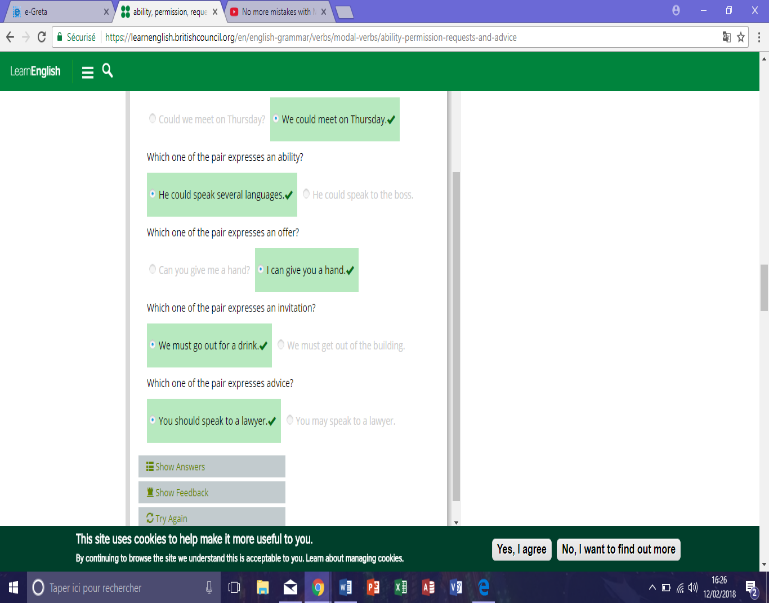 e-Greta
ability, permission, reque
No more mistakes with
Sécurisé https://learnenglish.britishcouncil.org/en/english-grammar/verbs/modal-verbs/ability-permission-requests-and-advice
LearnEnglish
Could we meet on Thursday? We could meet on Thursday.
Which one of the pair expresses an ability?
He could speak several languages. He could speak to the boss.
Which one of the pair expresses an offer?
Can you give me a hand? I can give you a hand.
Which one of the pair expresses an invitation?
We must go out for a drink. We must get out of the building.
Which one of the pair expresses advice?
You should speak to a lawyer. You may speak to a lawyer.
Show Answers
Show Feedback
Try Again
This site uses cookies to help make it more useful to you.
By continuing to browse the site we understand this is acceptable to you. Learn about managing cookies.
Yes, I agree No, I want to find out more
Taper ici pour rechercher
16:26
12/02/2018
2